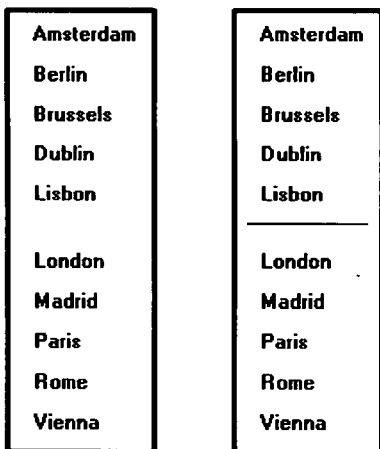 Amsterdam
Berlin
Brussels
Dublin
Lisbon
London
Madrid
Paris
Rome
Vienna
Amsterdam
Berlin
Brussels
Dublin
Lisbon
London
Madrid
Paris
Rome
Vienna